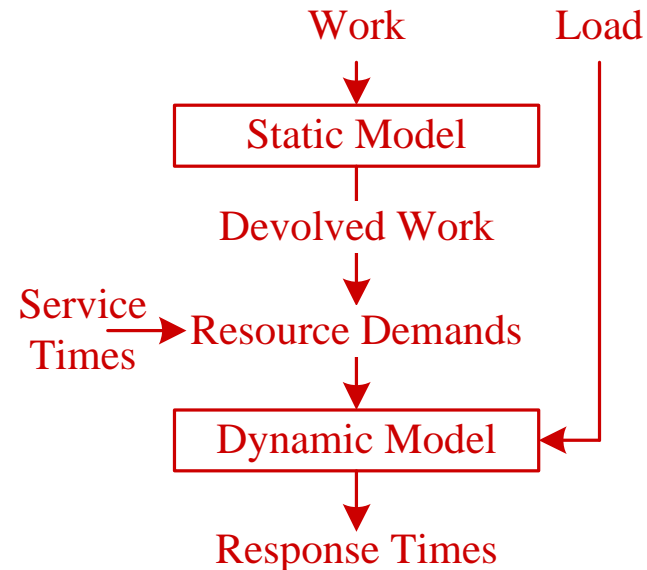 Work
Load
Static Model
Devolved Work
Service
Times
Resource Demands
Dynamic Model
Response Times